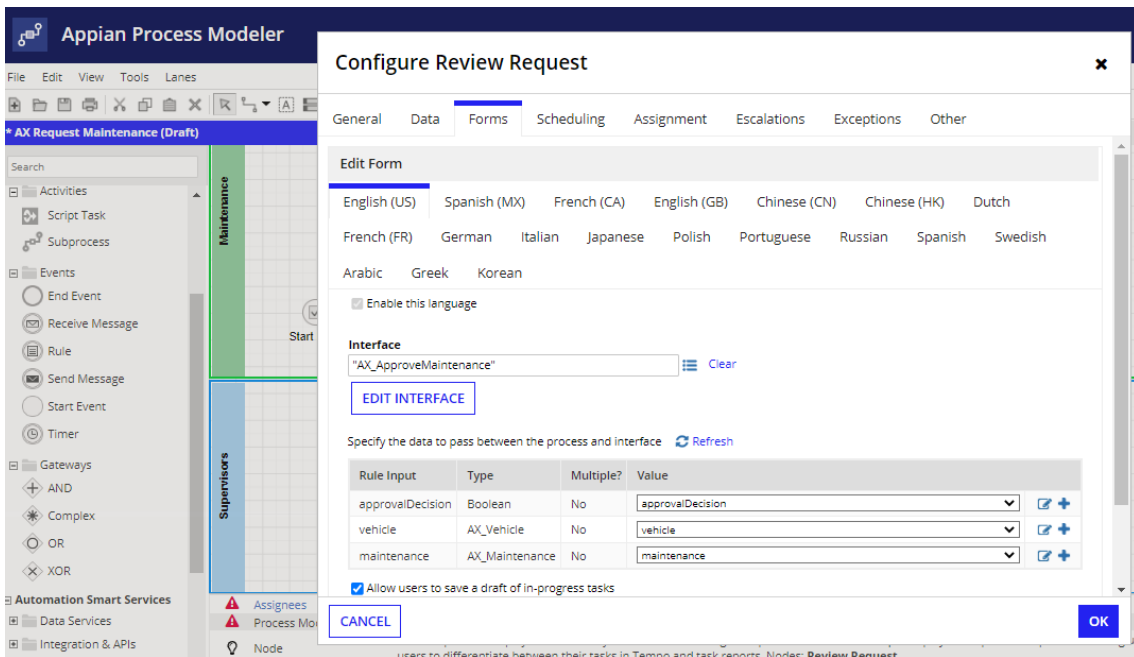 Appian Process Modeler
File Edit View Tools Lanes
* AX Request Maintenance (Draft)
Search
Activities
Script Task
Subprocess
Events
End Event
Receive Message
Rule
Send Message
Start Event
Timer
Gateways
AND
Complex
OR
XOR
Automation Smart Services
Data Services
Integration & APIs
Maintenance
Start
Supervisors
Assignees
Process Mo
Node
Configure Review Request
General Data Forms Scheduling Assignment Escalations Exceptions Other
Edit Form
English (US) Spanish (MX) French (CA) English (GB) Chinese (CN) Chinese (HK) Dutch
French (FR) German Italian Japanese Polish Portuguese Russian Spanish Swedish
Arabic Greek Korean
Enable this language
Interface
"AX_ApproveMaintenance"
Clear
EDIT INTERFACE
Specify the data to pass between the process and interface Refresh
Rule Input Type Multiple? Value
approvalDecision Boolean No approvalDecision
vehicle AX_Vehicle No vehicle
maintenance AX_Maintenance No maintenance
Allow users to save a draft of in-progress tasks
CANCEL
OK
users to differentiate between their tasks in Tempo and task reports. Nodes: Review Request